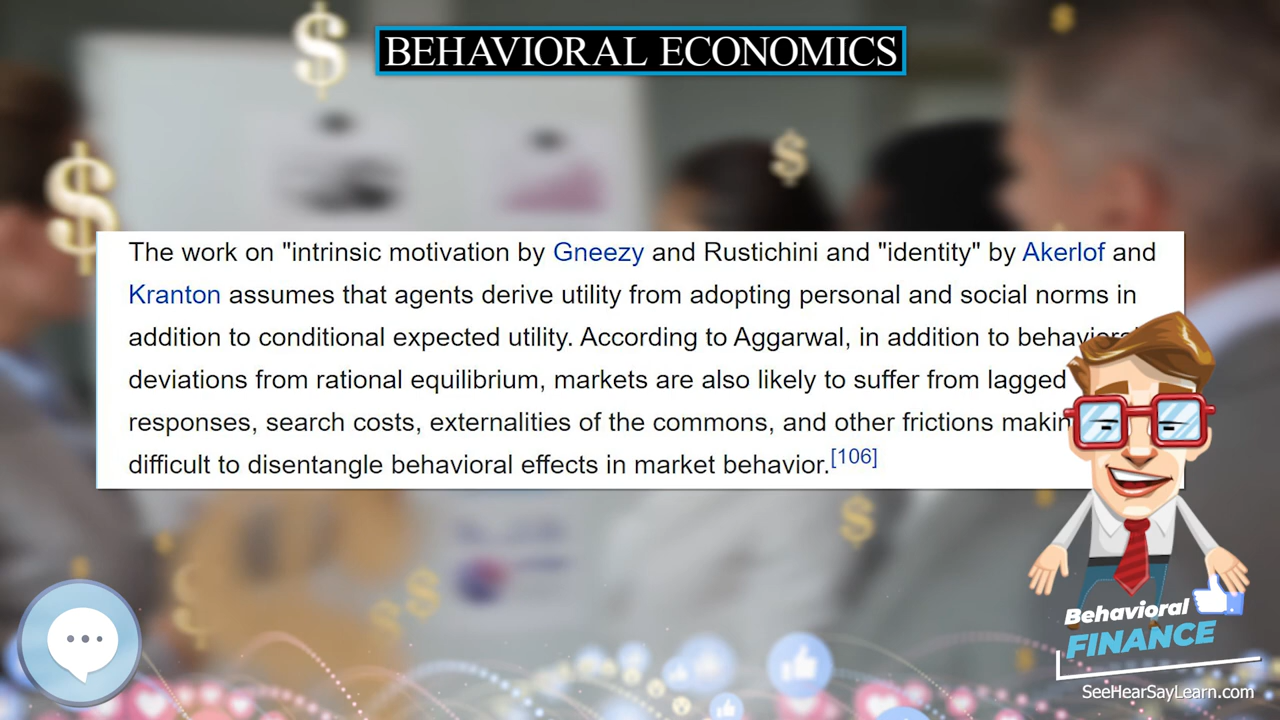 BEHAVIORAL ECONOMICS
The work on "intrinsic motivation by Gneezy and Rustichini and "identity" by Akerlof and
Kranton assumes that agents derive utility from adopting personal and social norms in
addition to conditional expected utility. According to Aggarwal, in addition to behavioral
deviations from rational equilibrium, markets are also likely to suffer from lagged
responses, search costs, externalities of the commons, and other frictions makin
difficult to disentangle behavioral effects in market behavior.[106]
Behavioral
FINANCE
SeeHearSayLearn.com